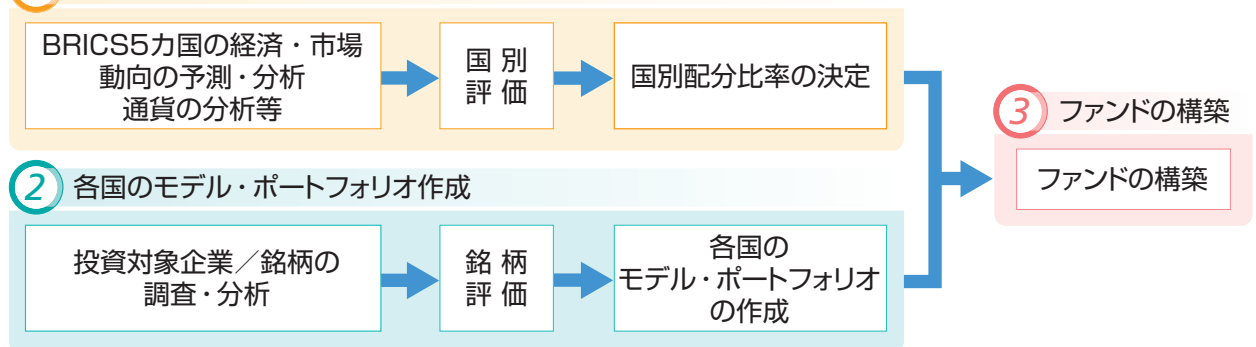 BRICS5カ国の経済・市場
動向の予測・分析
通貨の分析等
国 別
評 価
国別配分比率の決定
2 各国のモデル・ポートフォリオ作成
投資対象企業／銘柄の
調査・分析
銘 柄
評 価
各国の
モデル・ポートフォリオ
の作成
3 ファンドの構築
ファンドの構築